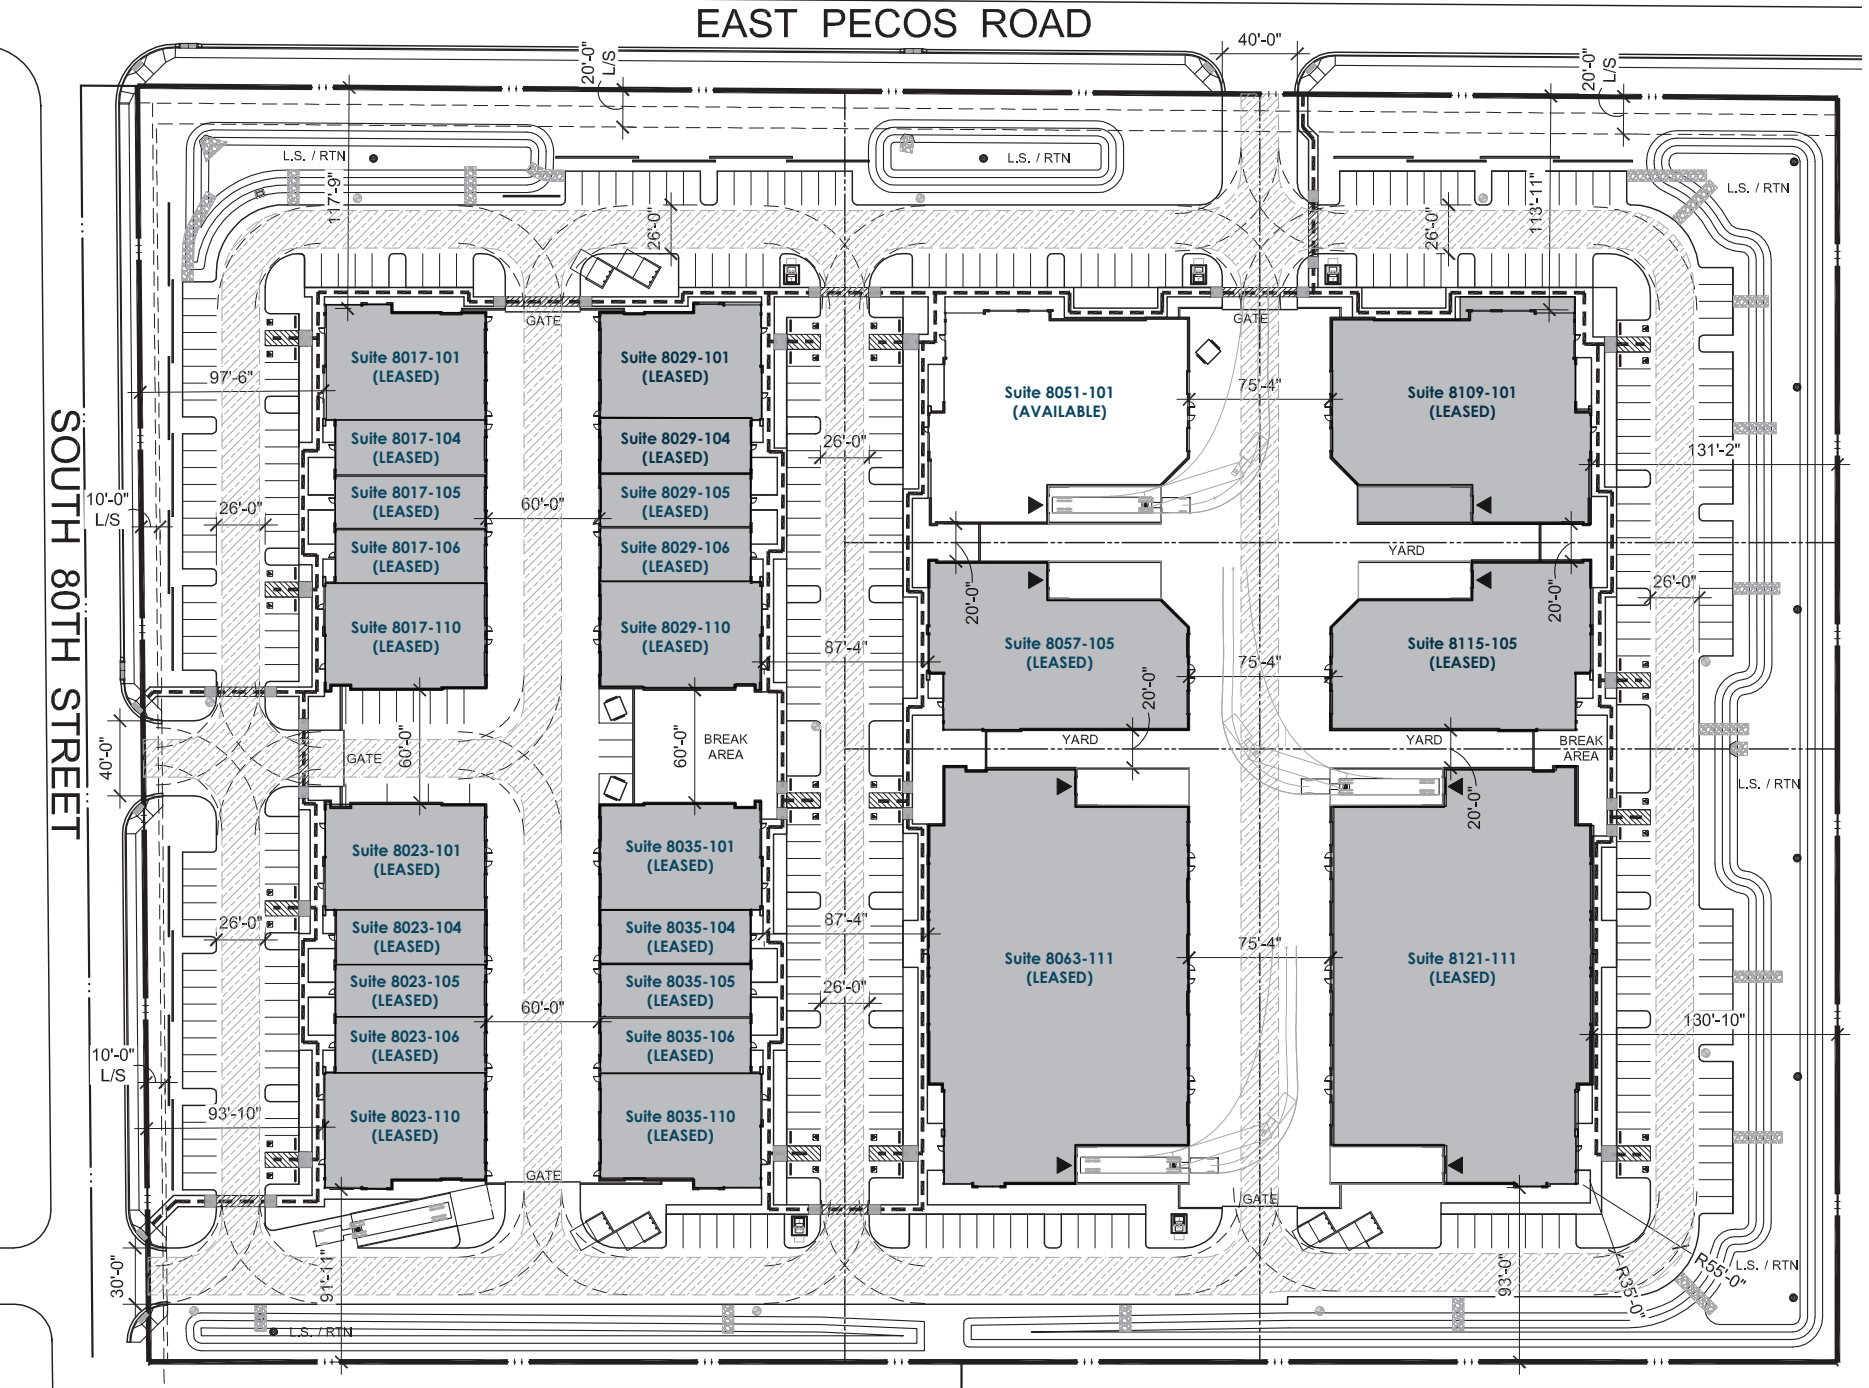 EAST PECOS ROAD
40'-0"
20'-0"
L/S
20'-0"
L/S
L.S. / RTN
L.S. / RTN
L.S. / RTN
117'-9"
26'-0"
26'-0"
113'-11"
GATE
GATE
Suite 8017-101
(LEASED)
Suite 8029-101
(LEASED)
Suite 8051-101
(AVAILABLE)
Suite 8109-101
(LEASED)
97'-6"
75'-4"
Suite 8017-104
(LEASED)
Suite 8029-104
(LEASED)
26'-0"
131'-2"
Suite 8017-105
(LEASED)
Suite 8029-105
(LEASED)
10'-0"
L/S
26'-0"
60'-0"
Suite 8017-106
(LEASED)
Suite 8029-106
(LEASED)
YARD
20'-0"
20'-0"
26'-0"
SOUTH 80TH STREET
Suite 8017-110
(LEASED)
Suite 8029-110
(LEASED)
87'-4"
Suite 8057-105
(LEASED)
75'-4"
Suite 8115-105
(LEASED)
20'-0"
40'-0"
GATE
60'-0"
60'-0"
BREAK
AREA
YARD
YARD
BREAK
AREA
20'-0"
L.S. / RTN
Suite 8023-101
(LEASED)
Suite 8035-101
(LEASED)
26'-0"
Suite 8023-104
(LEASED)
Suite 8035-104
(LEASED)
87'-4"
75'-4"
Suite 8063-111
(LEASED)
Suite 8121-111
(LEASED)
Suite 8023-105
(LEASED)
Suite 8035-105
(LEASED)
26'-0"
60'-0"
130'-10"
Suite 8023-106
(LEASED)
Suite 8035-106
(LEASED)
10'-0"
L/S
93'-10"
Suite 8023-110
(LEASED)
Suite 8035-110
(LEASED)
GATE
GATE
30'-0"
91'-11"
93'-0"
R35'-0"
R55'-0"
L.S. / RTN
L.S. / RTN